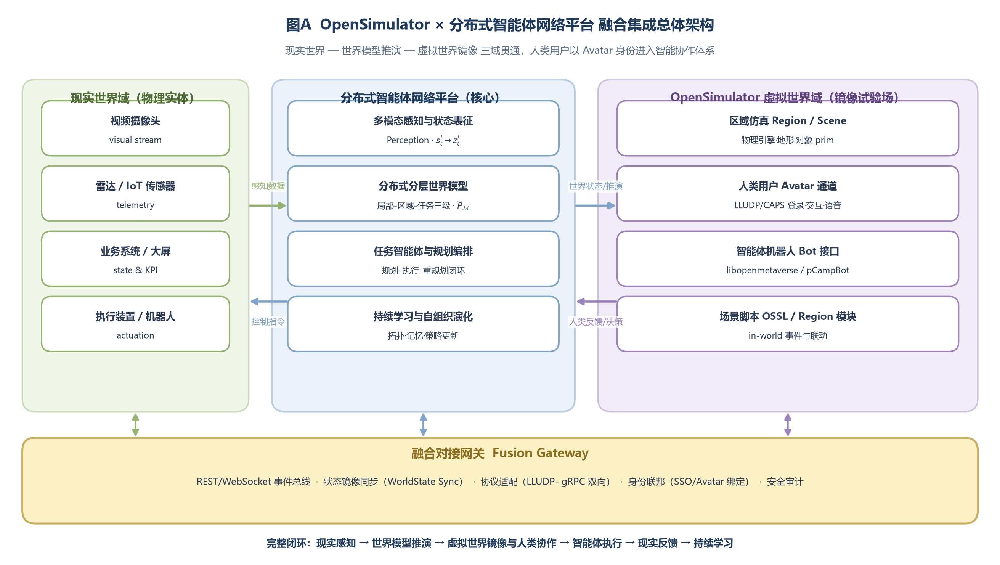 图A OpenSimulator × 分布式智能体网络平台 融合集成总体架构
现实世界 — 世界模型推演 — 虚拟世界镜像 三域贯通，人类用户以 Avatar 身份进入智能协作体系
现实世界域（物理实体）
视频摄像头
visual stream
雷达 / IoT 传感器
telemetry
业务系统 / 大屏
state & KPI
执行装置 / 机器人
actuation
感知数据
控制指令
分布式智能体网络平台（核心）
多模态感知与状态表征
Perception · $s_t^i \to z_t^i$
分布式分层世界模型
局部-区域-任务三级 · $\widehat{P}_{\mathcal{M}}$
任务智能体与规划编排
规划-执行-重规划闭环
持续学习与自组织演化
拓扑·记忆·策略更新
世界状态/推演
人类反馈/决策
OpenSimulator 虚拟世界域（镜像试验场）
区域仿真 Region / Scene
物理引擎·地形·对象 prim
人类用户 Avatar 通道
LLUDP/CAPS 登录·交互·语音
智能体机器人 Bot 接口
libopenmetaverse / pCampBot
场景脚本 OSSL / Region 模块
in-world 事件与联动
融合对接网关 Fusion Gateway
REST/WebSocket 事件总线 · 状态镜像同步（WorldState Sync） · 协议适配（LLUDP- gRPC 双向） · 身份联邦（SSO/Avatar 绑定） · 安全审计
完整闭环：现实感知 → 世界模型推演 → 虚拟世界镜像与人类协作 → 智能体执行 → 现实反馈 → 持续学习